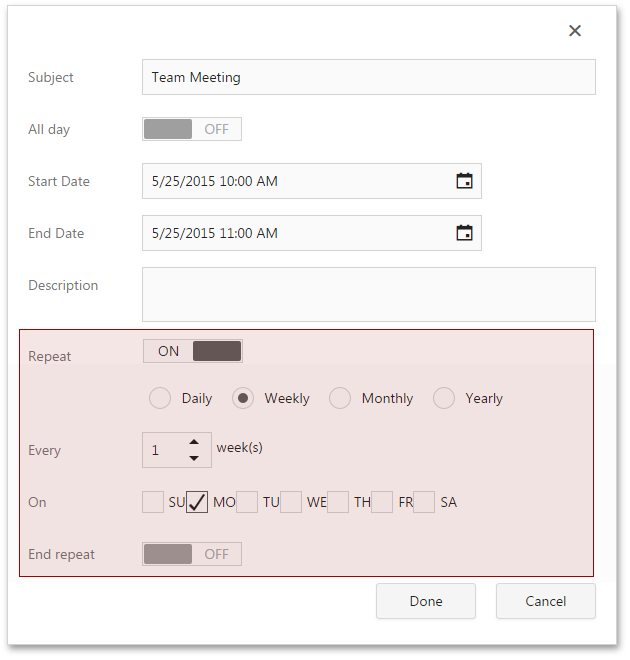 Subject Team Meeting
All day OFF
Start Date 5/25/2015 10:00 AM
End Date 5/25/2015 11:00 AM
Description
Repeat ON
Daily Weekly Monthly Yearly
Every 1 week(s)
On SU MO TU WE TH FR SA
End repeat OFF
Done Cancel